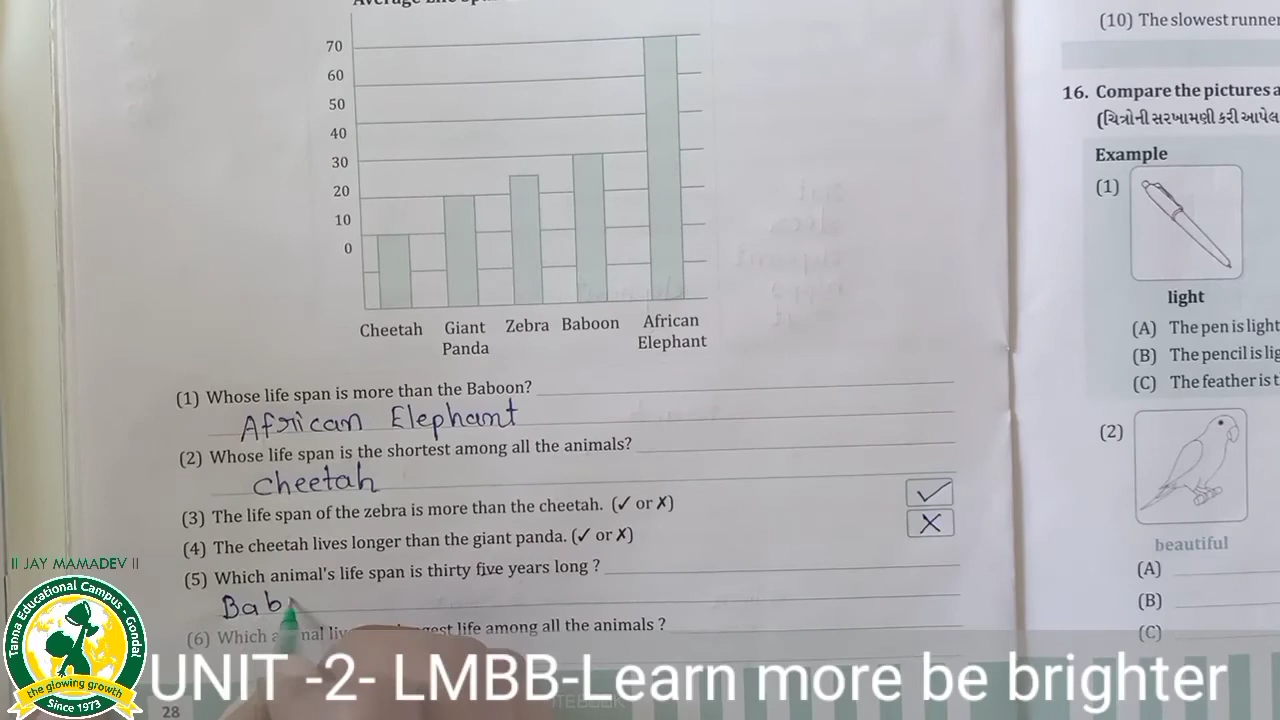 70
60
50
40
30
20
10
0
Cheetah Giant Panda Zebra Baboon African Elephant
(1) Whose life span is more than the Baboon?
African Elephant
(2) Whose life span is the shortest among all the animals?
Cheetah
(3) The life span of the zebra is more than the cheetah. (✓ or ✗) ✓
(4) The cheetah lives longer than the giant panda. (✓ or ✗) ✗
(5) Which animal's life span is thirty five years long ?
Bab
(6) Which life among all the animals ?
28
(10) The slowest
16. Compare the pictures
(ચિત્રોની સરખામણી કરી
Example
(1)
light
(A) The pen is light
(B) The pencil is
(C) The feather is
(2)
beautiful
(A)
(B)
(C)
|| JAY MAMADEV ||
Tanna Educational Campus - Gondal
the glowing growth
Since 1973
UNIT -2- LMBB-Learn more be brighter